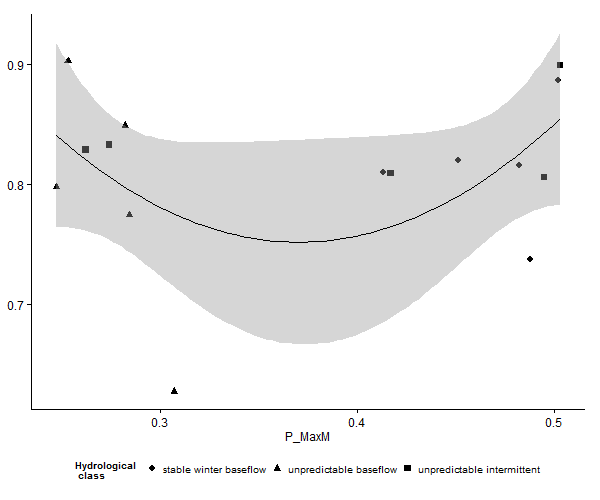 0.9
0.8
0.7
0.3 0.4 0.5
P_MaxM
Hydrological
class
stable winter baseflow unpredictable baseflow unpredictable intermittent